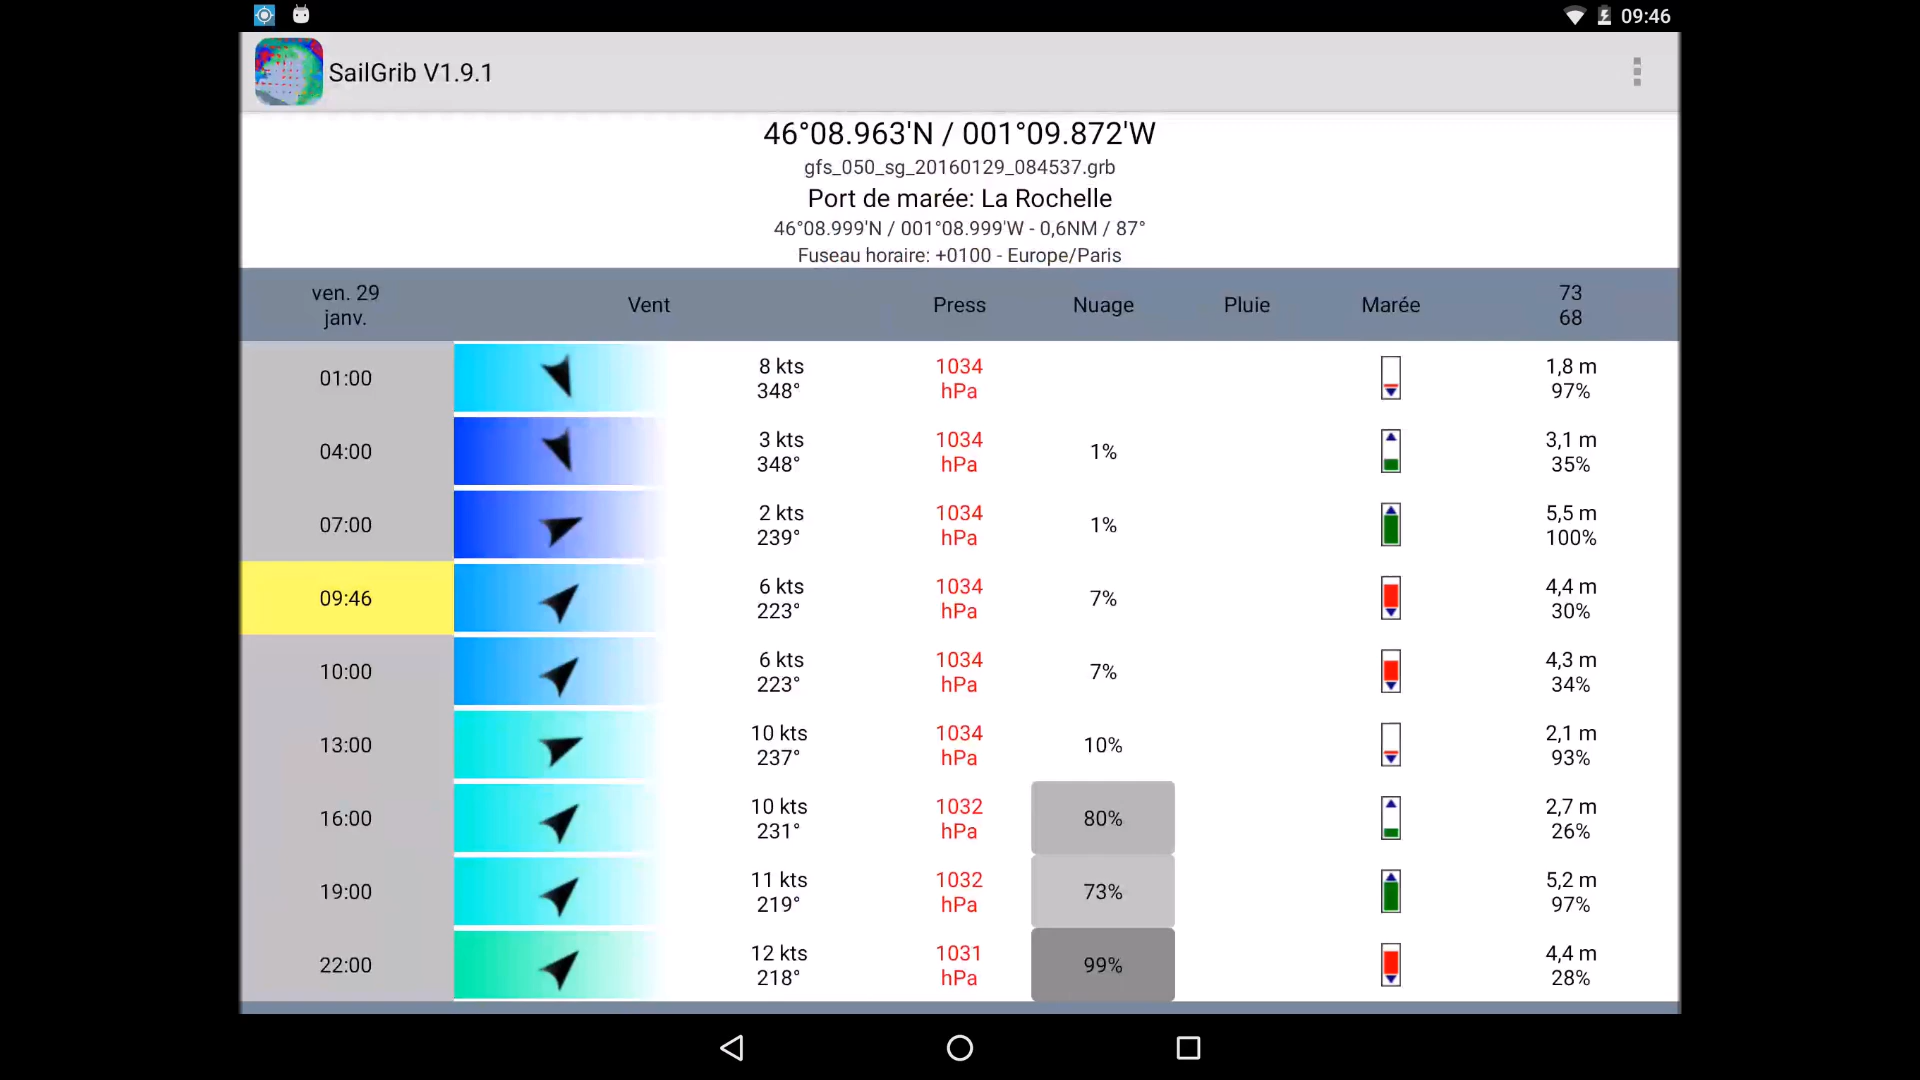 09:46
SailGrib V1.9.1
46°08.963'N / 001°09.872'W
gfs_050_sg_20160129_084537.grb
Port de marée: La Rochelle
46°08.999'N / 001°08.999'W - 0,6NM / 87°
Fuseau horaire: +0100 - Europe/Paris
ven. 29
janv.
Vent
Press
Nuage
Pluie
Marée
73
68
01:00
8 kts
348°
1034
hPa
1,8 m
97%
04:00
3 kts
348°
1034
hPa
1%
3,1 m
35%
07:00
2 kts
239°
1034
hPa
1%
5,5 m
100%
09:46
6 kts
223°
1034
hPa
7%
4,4 m
30%
10:00
6 kts
223°
1034
hPa
7%
4,3 m
34%
13:00
10 kts
237°
1034
hPa
10%
2,1 m
93%
16:00
10 kts
231°
1032
hPa
80%
2,7 m
26%
19:00
11 kts
219°
1032
hPa
73%
5,2 m
97%
22:00
12 kts
218°
1031
hPa
99%
4,4 m
28%